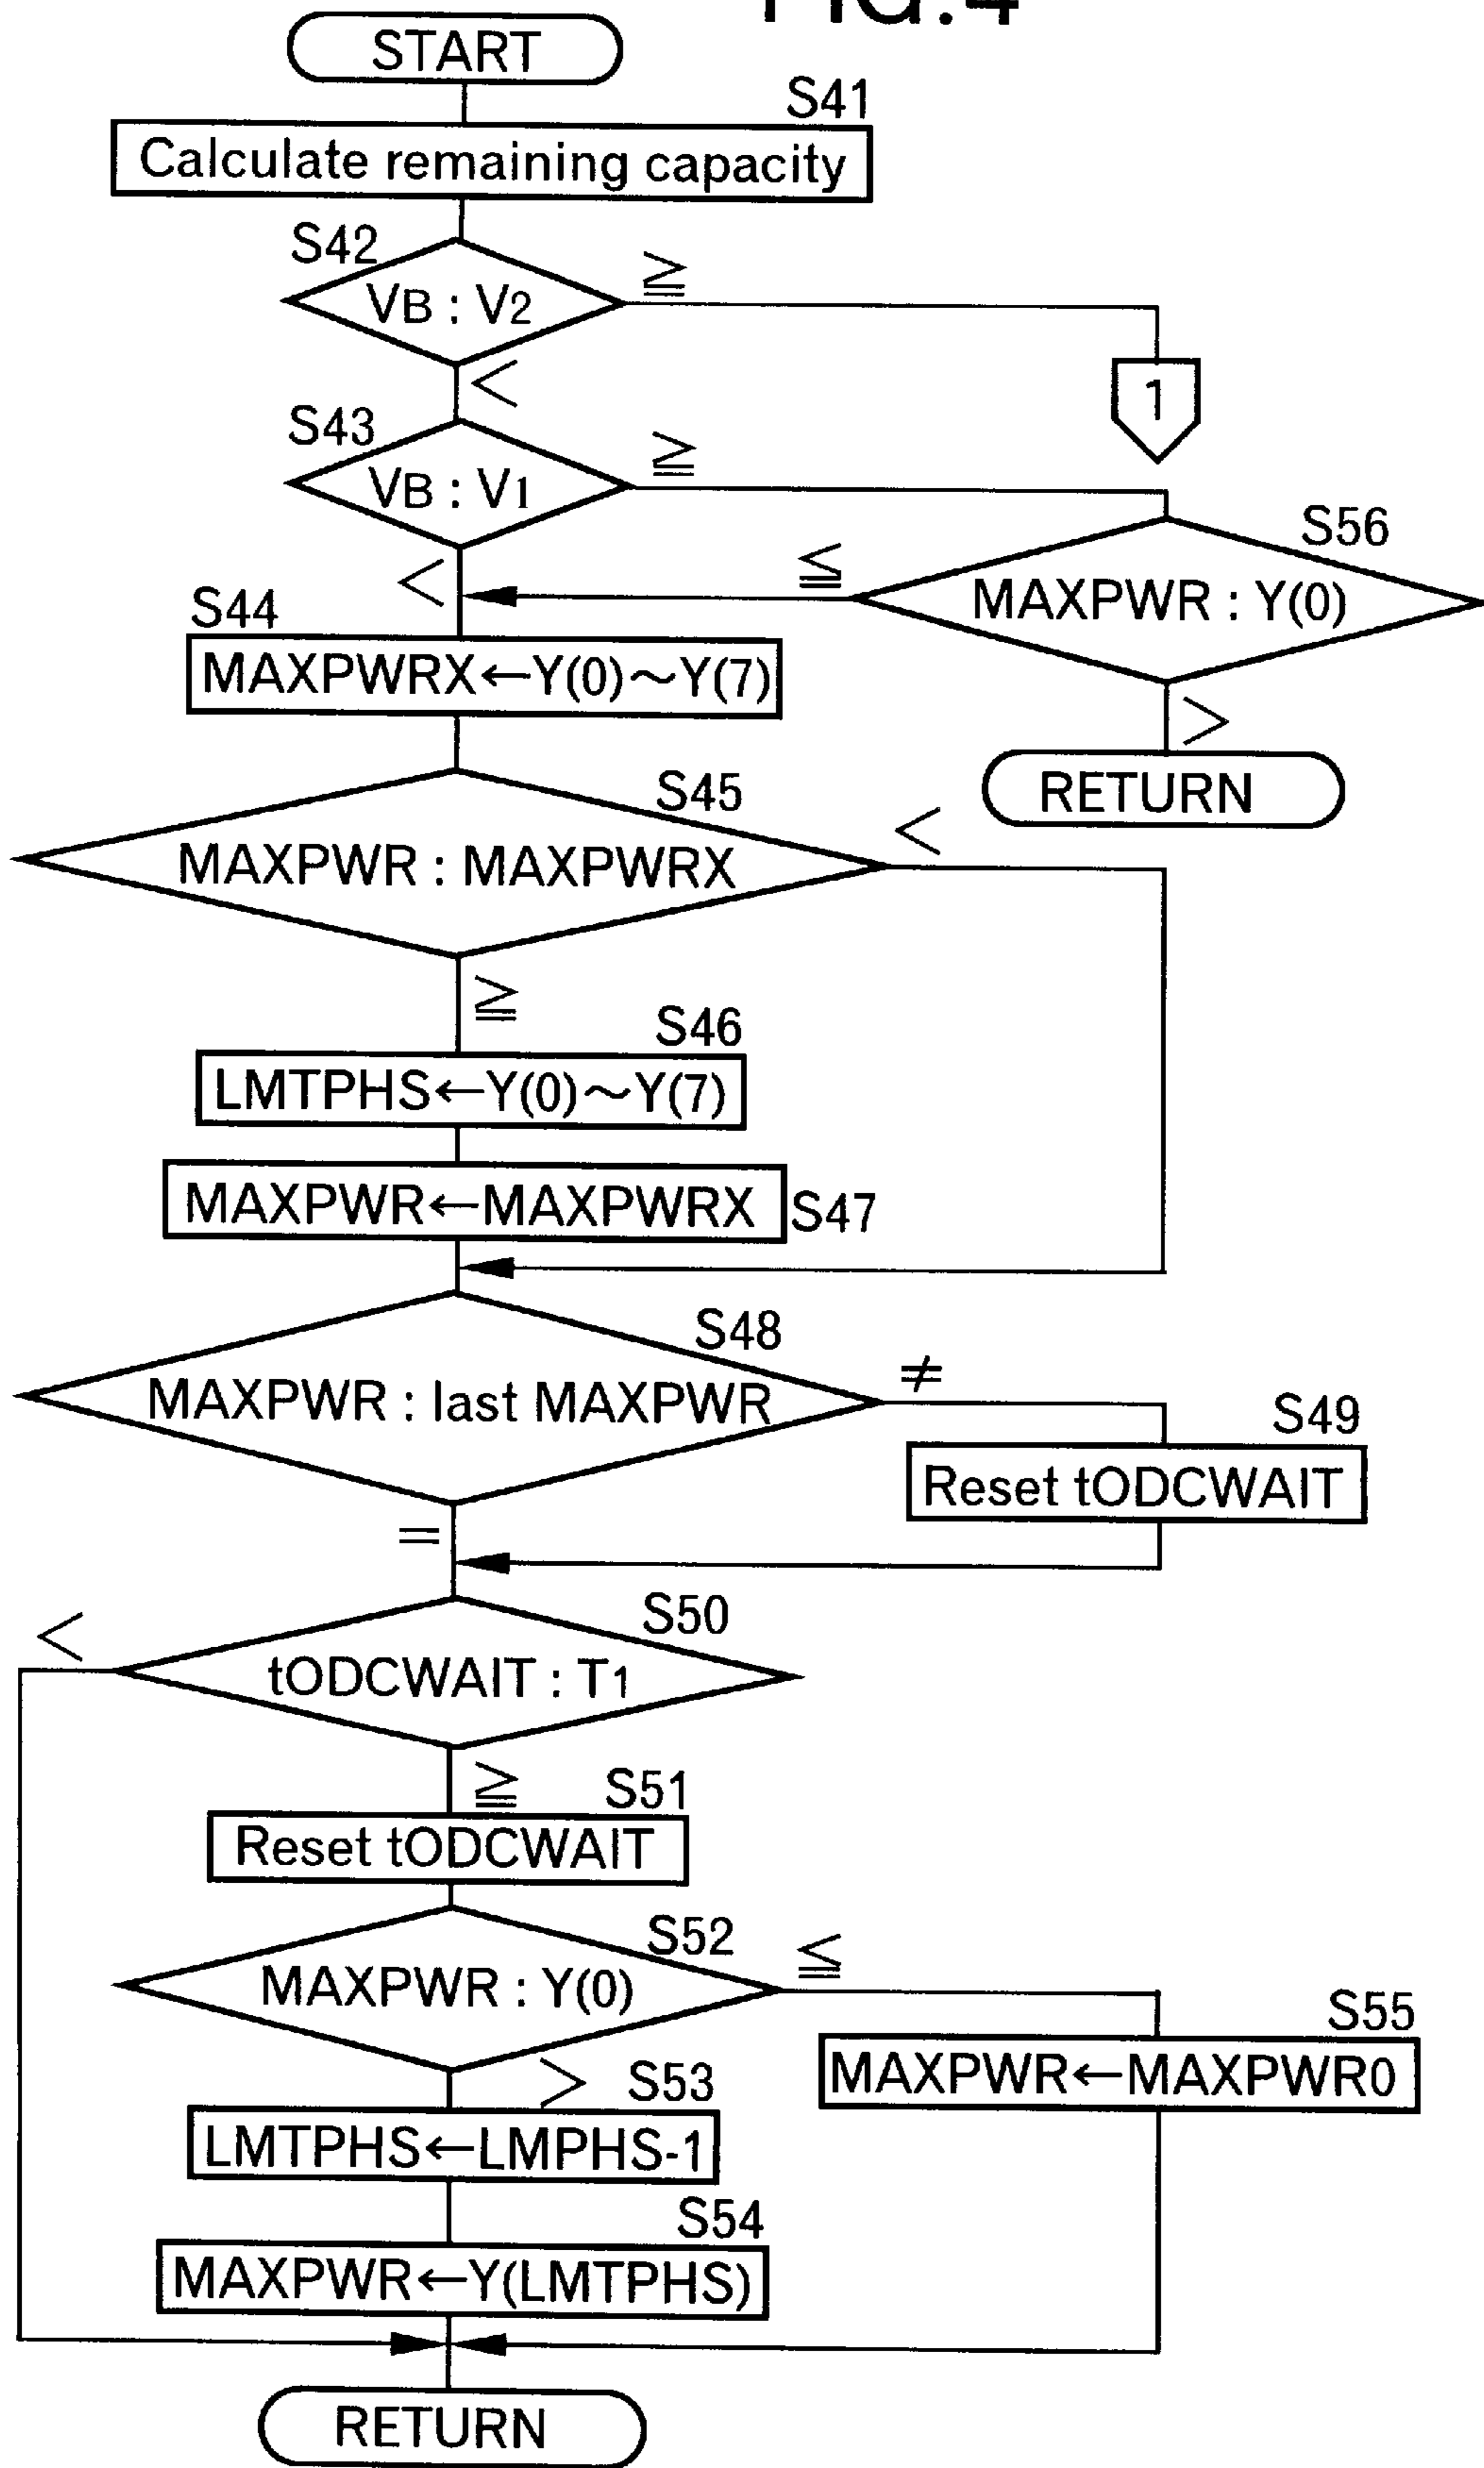 FIG.4
START
S41
Calculate remaining capacity
S42
VB : V2
≧
1
<
S43
VB : V1
≧
S56
MAXPWR : Y(0)
≦
<
>
RETURN
S44
MAXPWRX←Y(0)~Y(7)
S45
MAXPWR : MAXPWRX
<
≧
S46
LMTPHS←Y(0)~Y(7)
MAXPWR←MAXPWRX
S47
S48
MAXPWR : last MAXPWR
≠
S49
Reset tODCWAIT
=
S50
tODCWAIT : T1
<
≧
S51
Reset tODCWAIT
S52
MAXPWR : Y(0)
≦
S55
MAXPWR←MAXPWR0
>
S53
LMTPHS←LMPHS-1
S54
MAXPWR←Y(LMTPHS)
RETURN